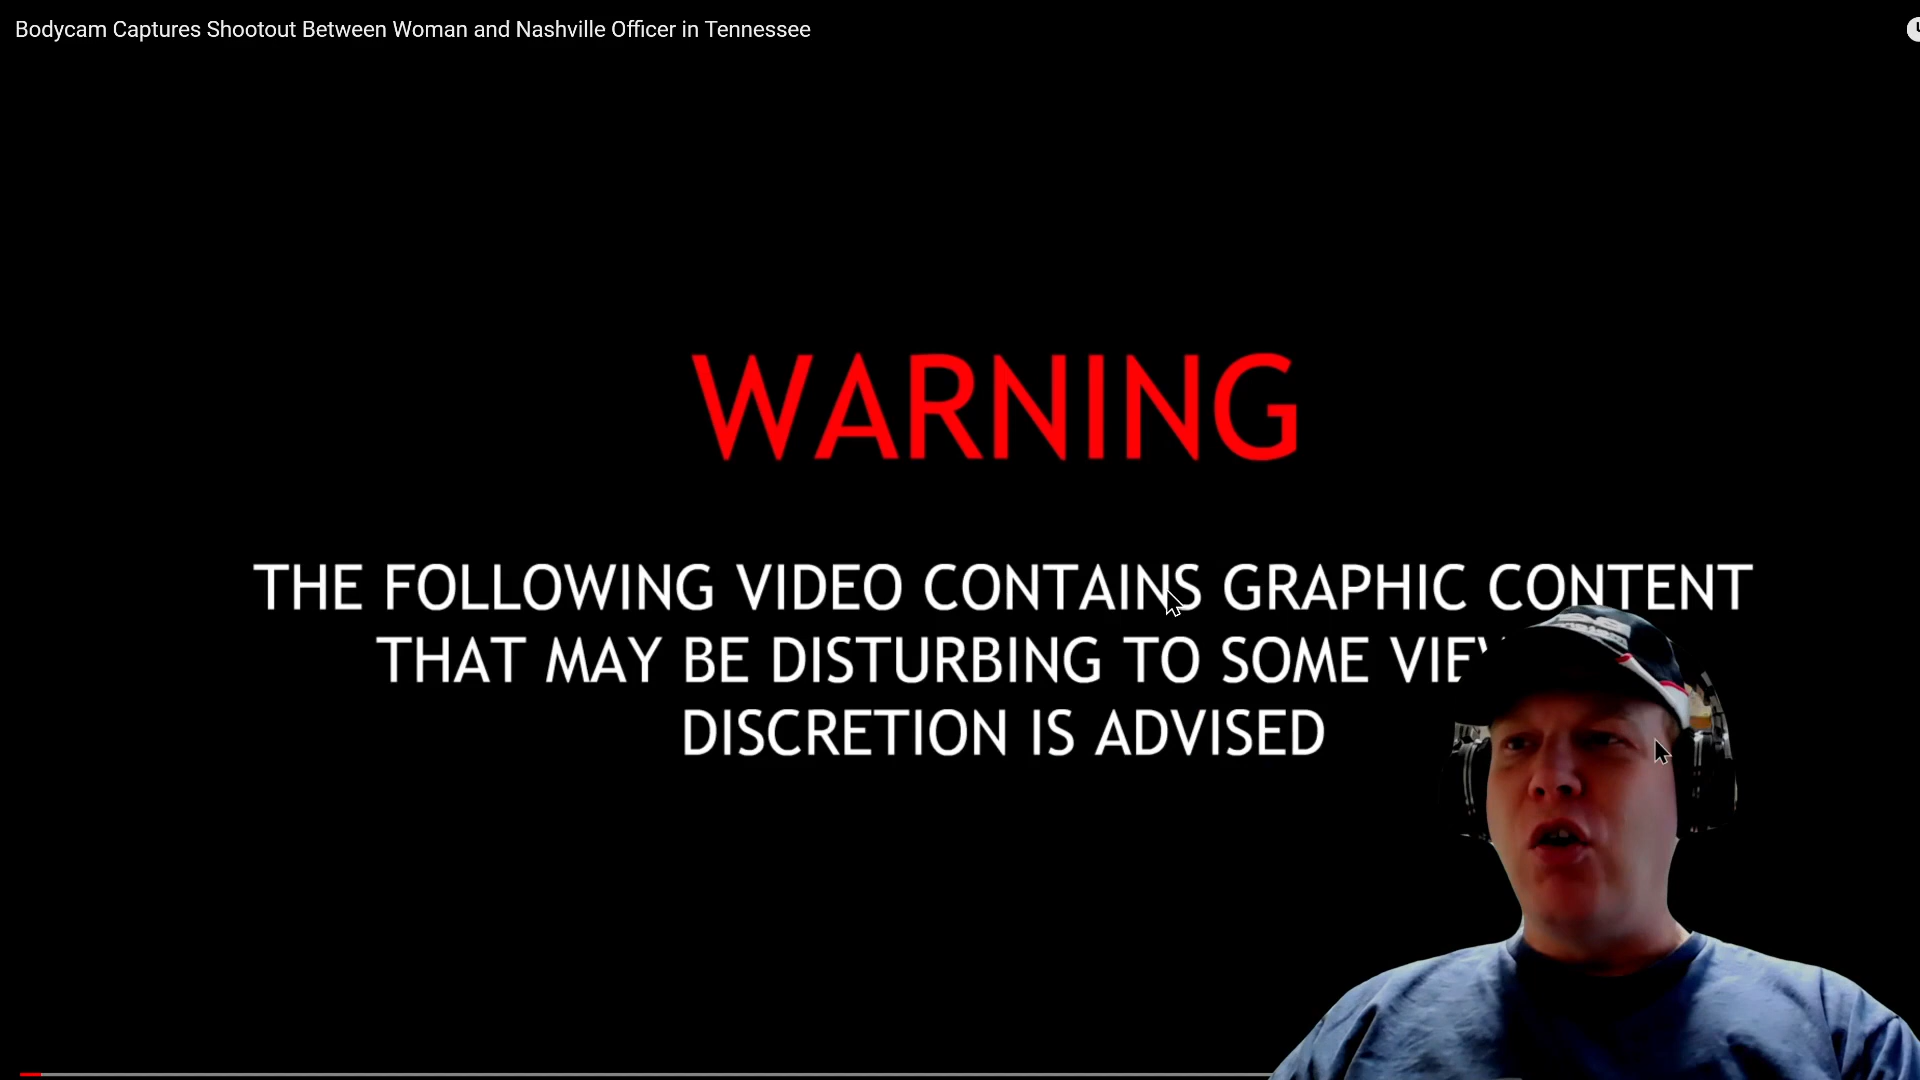 Bodycam Captures Shootout Between Woman and Nashville Officer in Tennessee
WARNING
THE FOLLOWING VIDEO CONTAINS GRAPHIC CONTENT
THAT MAY BE DISTURBING TO SOME
DISCRETION IS ADVISED